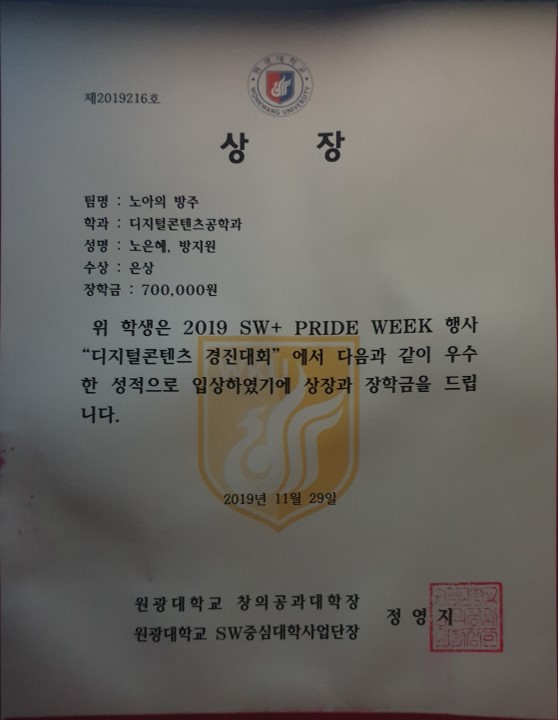 원광대학교
WONKWANG UNIVERSITY
제2019216호
상 장
팀명 : 노아의 방주
학과 : 디지털콘텐츠공학과
성명 : 노은혜, 방지원
수상 : 은상
장학금 : 700,000원
위 학생은 2019 SW+ PRIDE WEEK 행사
“디지털콘텐츠 경진대회” 에서 다음과 같이 우수
한 성적으로 입상하였기에 상장과 장학금을 드립
니다.
2019년 11월 29일
원광대학교 창의공과대학장
원광대학교 SW중심대학사업단장
정 영 지